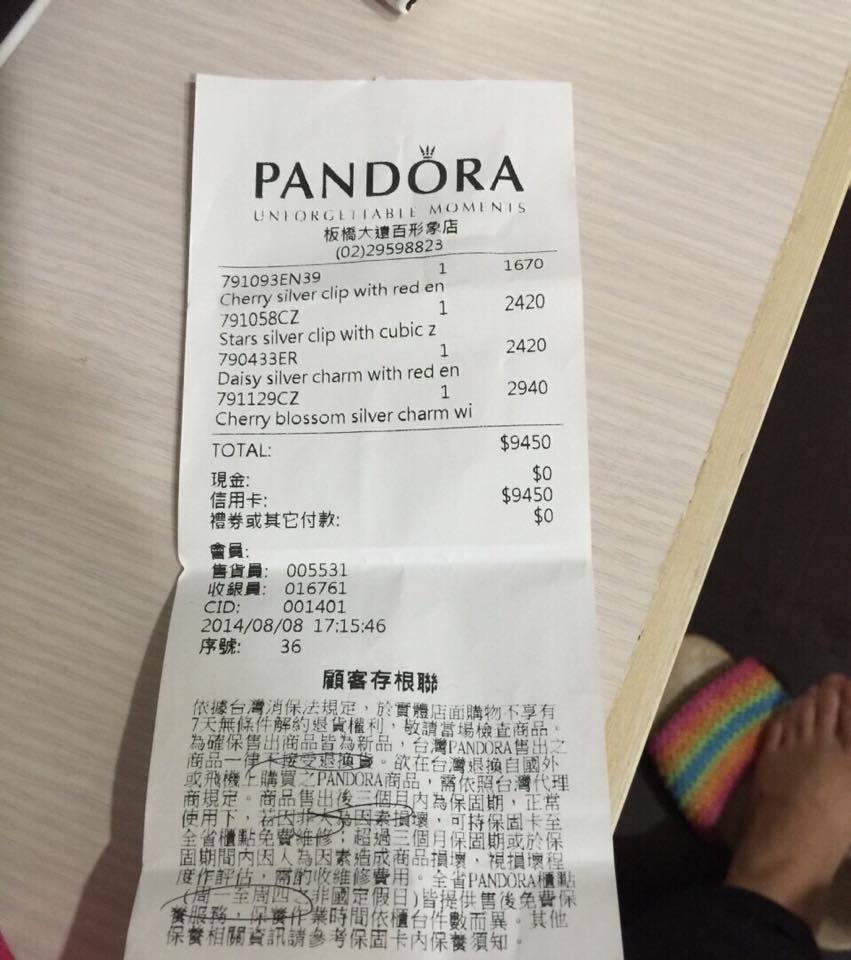 PANDORA
UNFORGETTABLE MOMENTS
板橋大遠百形象店
(02)29598823
791093EN39 1 1670
Cherry silver clip with red en
791058CZ 1 2420
Stars silver clip with cubic z
790433ER 1 2420
Daisy silver charm with red en
791129CZ 1 2940
Cherry blossom silver charm wi
TOTAL: $9450
現金: $0
信用卡: $9450
禮券或其它付款: $0
會員:
售貨員: 005531
收銀員: 016761
CID: 001401
2014/08/08 17:15:46
序號: 36
顧客存根聯
依據台灣消保法規定，於實體店面購物不享有
7天無條件解約退貨權利，敬請當場檢查商品。
為確保售出商品皆為新品，台灣PANDORA售出之
商品一律不接受退換貨。欲在台灣退換自國外
或飛機上購買之PANDORA商品，需依照台灣代理
商規定。商品售出後三個月內為保固期，正常
使用下，若因非人為因素損壞，可持保固卡至
全省櫃點免費維修；超過三個月保固期或於保
固期間內因人為因素造成商品損壞，視損壞程
度作評估，需酌收維修費用。全省PANDORA櫃點
(周一至周四，非國定假日)皆提供售後免費保
養服務，保養作業時間依櫃台件數而異。其他
保養相關資訊請參考保固卡內保養須知。